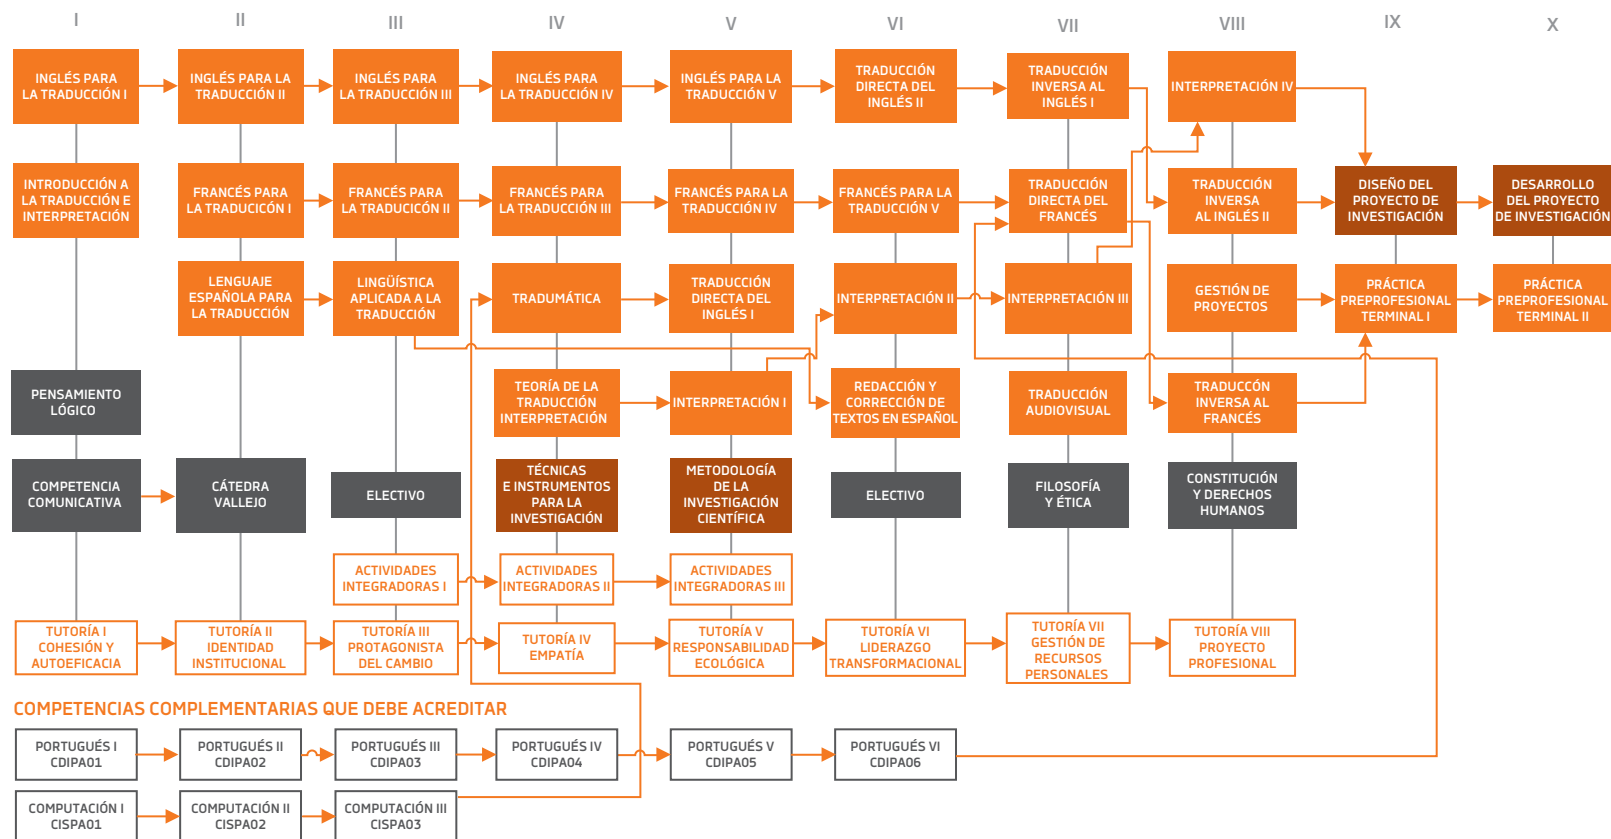 I
II
III
IV
V
VI
VII
VIII
IX
X
INGLÉS PARA
LA TRADUCCIÓN I
INGLÉS PARA LA
TRADUCCIÓN II
INGLÉS PARA
LA TRADUCCIÓN III
INGLÉS PARA
LA TRADUCCIÓN IV
INGLÉS PARA LA
TRADUCCIÓN V
TRADUCCIÓN
DIRECTA DEL
INGLÉS II
TRADUCCIÓN
INVERSA AL
INGLÉS I
INTERPRETACIÓN IV
INTRODUCCIÓN A
LA TRADUCCIÓN E
INTERPRETACIÓN
FRANCÉS PARA
LA TRADUCICÓN I
FRANCÉS PARA
LA TRADUCICÓN II
FRANCÉS PARA
LA TRADUCCIÓN III
FRANCÉS PARA LA
TRADUCCIÓN IV
FRANCÉS PARA LA
TRADUCCIÓN V
TRADUCCIÓN
DIRECTA DEL
FRANCÉS
TRADUCCIÓN
INVERSA
AL INGLÉS II
DISEÑO DEL
PROYECTO DE
INVESTIGACIÓN
DESARROLLO
DEL PROYECTO
DE INVESTIGACIÓN
LENGUAJE
ESPAÑOLA PARA
LA TRADUCCIÓN
LINGÜÍSTICA
APLICADA A LA
TRADUCCIÓN
TRADUMÁTICA
TRADUCCIÓN
DIRECTA DEL
INGLÉS I
INTERPRETACIÓN II
INTERPRETACIÓN III
GESTIÓN DE
PROYECTOS
PRÁCTICA
PREPROFESIONAL
TERMINAL I
PRÁCTICA
PREPROFESIONAL
TERMINAL II
PENSAMIENTO
LÓGICO
TEORÍA DE LA
TRADUCCIÓN
INTERPRETACIÓN
INTERPRETACIÓN I
REDACCIÓN Y
CORRECCIÓN DE
TEXTOS EN ESPAÑOL
TRADUCCIÓN
AUDIOVISUAL
TRADUCCÓN
INVERSA AL
FRANCÉS
COMPETENCIA
COMUNICATIVA
CÁTEDRA
VALLEJO
ELECTIVO
TÉCNICAS
E INSTRUMENTOS
PARA LA
INVESTIGACIÓN
METODOLOGÍA
DE LA
INVESTIGACIÓN
CIENTÍFICA
ELECTIVO
FILOSOFÍA
Y ÉTICA
CONSTITUCIÓN
Y DERECHOS
HUMANOS
ACTIVIDADES
INTEGRADORAS I
ACTIVIDADES
INTEGRADORAS II
ACTIVIDADES
INTEGRADORAS III
TUTORÍA I
COHESIÓN Y
AUTOEFICACIA
TUTORÍA II
IDENTIDAD
INSTITUCIONAL
TUTORÍA III
PROTAGONISTA
DEL CAMBIO
TUTORÍA IV
EMPATÍA
TUTORÍA V
RESPONSABILIDAD
ECOLÓGICA
TUTORÍA VI
LIDERAZGO
TRANSFORMACIONAL
TUTORÍA VII
GESTIÓN DE
RECURSOS
PERSONALES
TUTORÍA VIII
PROYECTO
PROFESIONAL
COMPETENCIAS COMPLEMENTARIAS QUE DEBE ACREDITAR
PORTUGUÉS I
CDIPA01
PORTUGUÉS II
CDIPA02
PORTUGUÉS III
CDIPA03
PORTUGUÉS IV
CDIPA04
PORTUGUÉS V
CDIPA05
PORTUGUÉS VI
CDIPA06
COMPUTACIÓN I
CISPA01
COMPUTACIÓN II
CISPA02
COMPUTACIÓN III
CISPA03